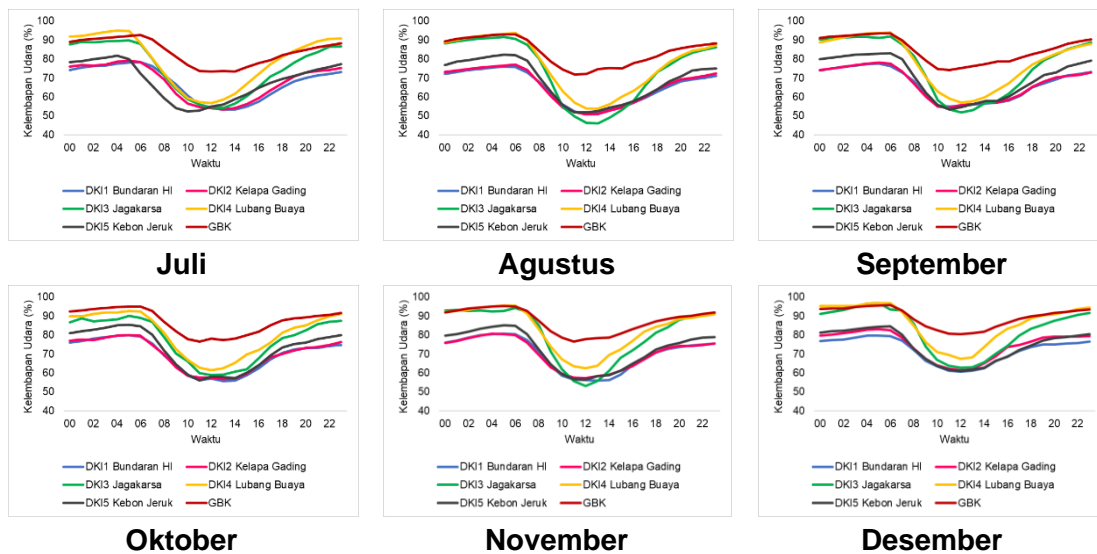 Kelembapan Udara (%)
100
90
80
70
60
50
40
00 02 04 06 08 10 12 14 16 18 20 22
Waktu
DKI1 Bundaran HI DKI2 Kelapa Gading
DKI3 Jagakarsa DKI4 Lubang Buaya
DKI5 Kebon Jeruk GBK
Juli
Kelembapan Udara (%)
100
90
80
70
60
50
40
00 02 04 06 08 10 12 14 16 18 20 22
Waktu
DKI1 Bundaran HI DKI2 Kelapa Gading
DKI3 Jagakarsa DKI4 Lubang Buaya
DKI5 Kebon Jeruk GBK
Agustus
Kelembapan Udara (%)
100
90
80
70
60
50
40
00 02 04 06 08 10 12 14 16 18 20 22
Waktu
DKI1 Bundaran HI DKI2 Kelapa Gading
DKI3 Jagakarsa DKI4 Lubang Buaya
DKI5 Kebon Jeruk GBK
September
Kelembapan Udara (%)
100
90
80
70
60
50
40
00 02 04 06 08 10 12 14 16 18 20 22
Waktu
DKI1 Bundaran HI DKI2 Kelapa Gading
DKI3 Jagakarsa DKI4 Lubang Buaya
DKI5 Kebon Jeruk GBK
Oktober
Kelembapan Udara (%)
100
90
80
70
60
50
40
00 02 04 06 08 10 12 14 16 18 20 22
Waktu
DKI1 Bundaran HI DKI2 Kelapa Gading
DKI3 Jagakarsa DKI4 Lubang Buaya
DKI5 Kebon Jeruk GBK
November
Kelembapan Udara (%)
100
90
80
70
60
50
40
00 02 04 06 08 10 12 14 16 18 20 22
Waktu
DKI1 Bundaran HI DKI2 Kelapa Gading
DKI3 Jagakarsa DKI4 Lubang Buaya
DKI5 Kebon Jeruk GBK
Desember